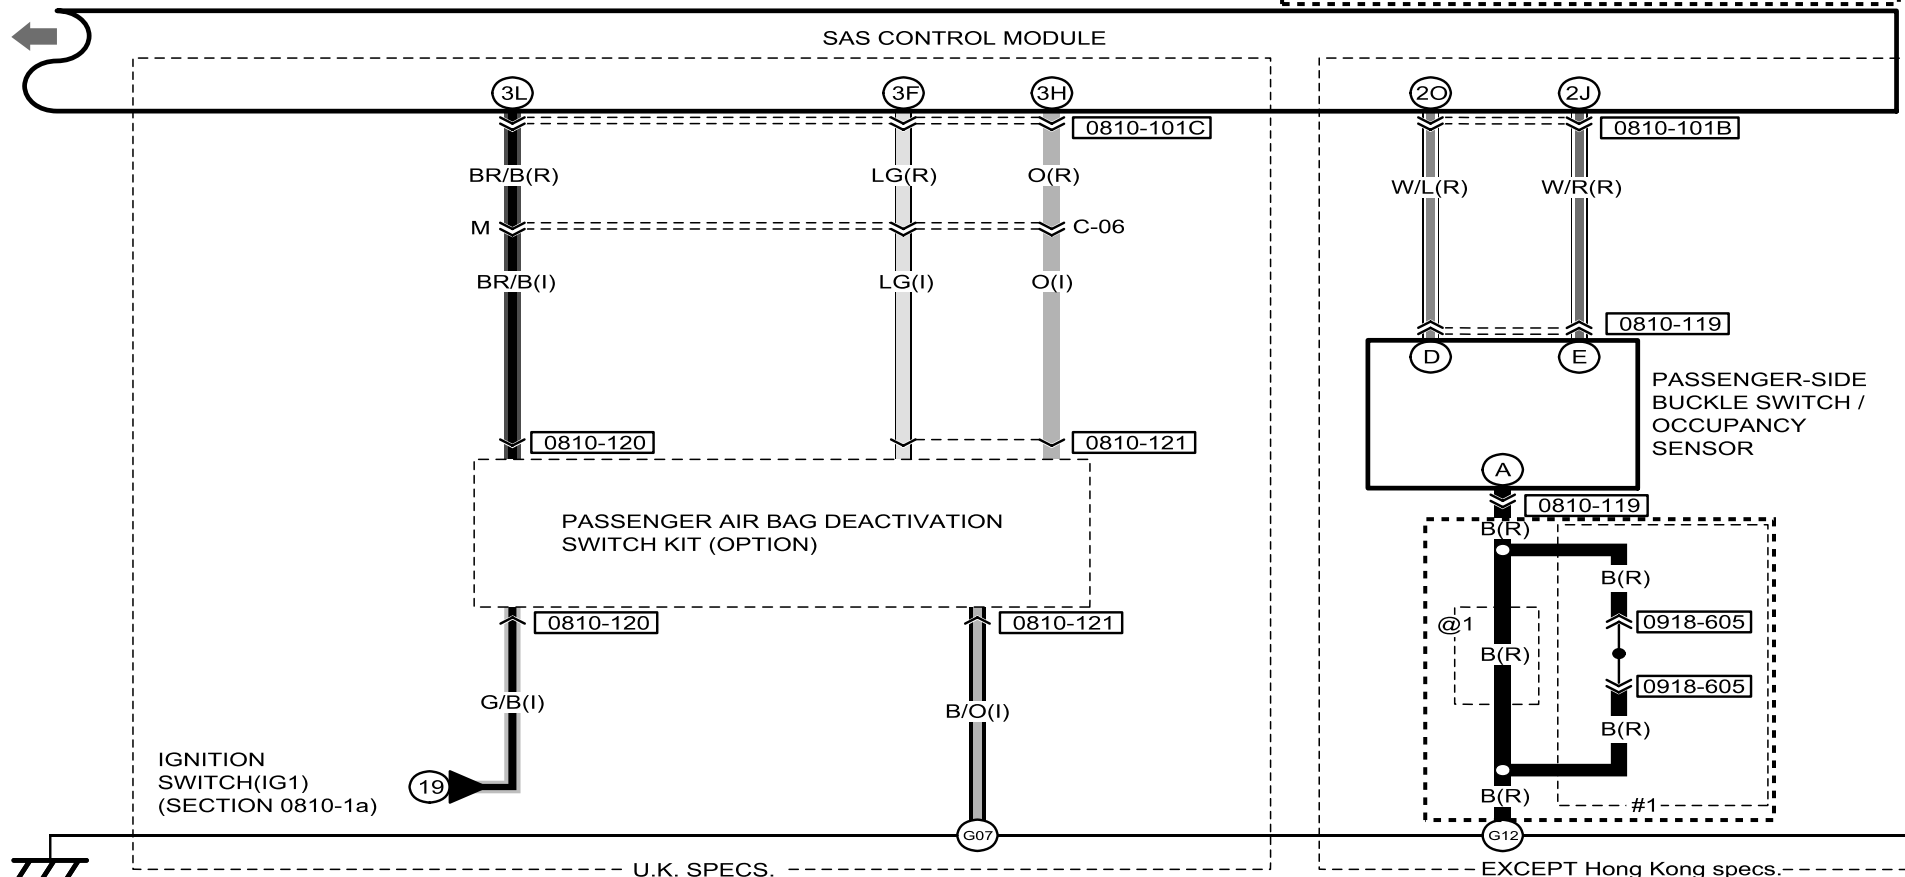 SAS CONTROL MODULE
3L 3F 3H 2O 2J
0810-101C 0810-101B
BR/B(R) LG(R) O(R) W/L(R) W/R(R)
M C-06
BR/B(I) LG(I) O(I)
0810-119
D E
PASSENGER-SIDE
BUCKLE SWITCH /
OCCUPANCY
SENSOR
0810-120 0810-121
A
0810-119
PASSENGER AIR BAG DEACTIVATION
SWITCH KIT (OPTION)
B(R)
B(R)
0810-120 0810-121 @1 0918-605
B(R)
0918-605
G/B(I) B/O(I) B(R)
IGNITION
SWITCH(IG1)
(SECTION 0810-1a)
19
B(R) #1
G07 G12
U.K. SPECS. EXCEPT Hong Kong specs.